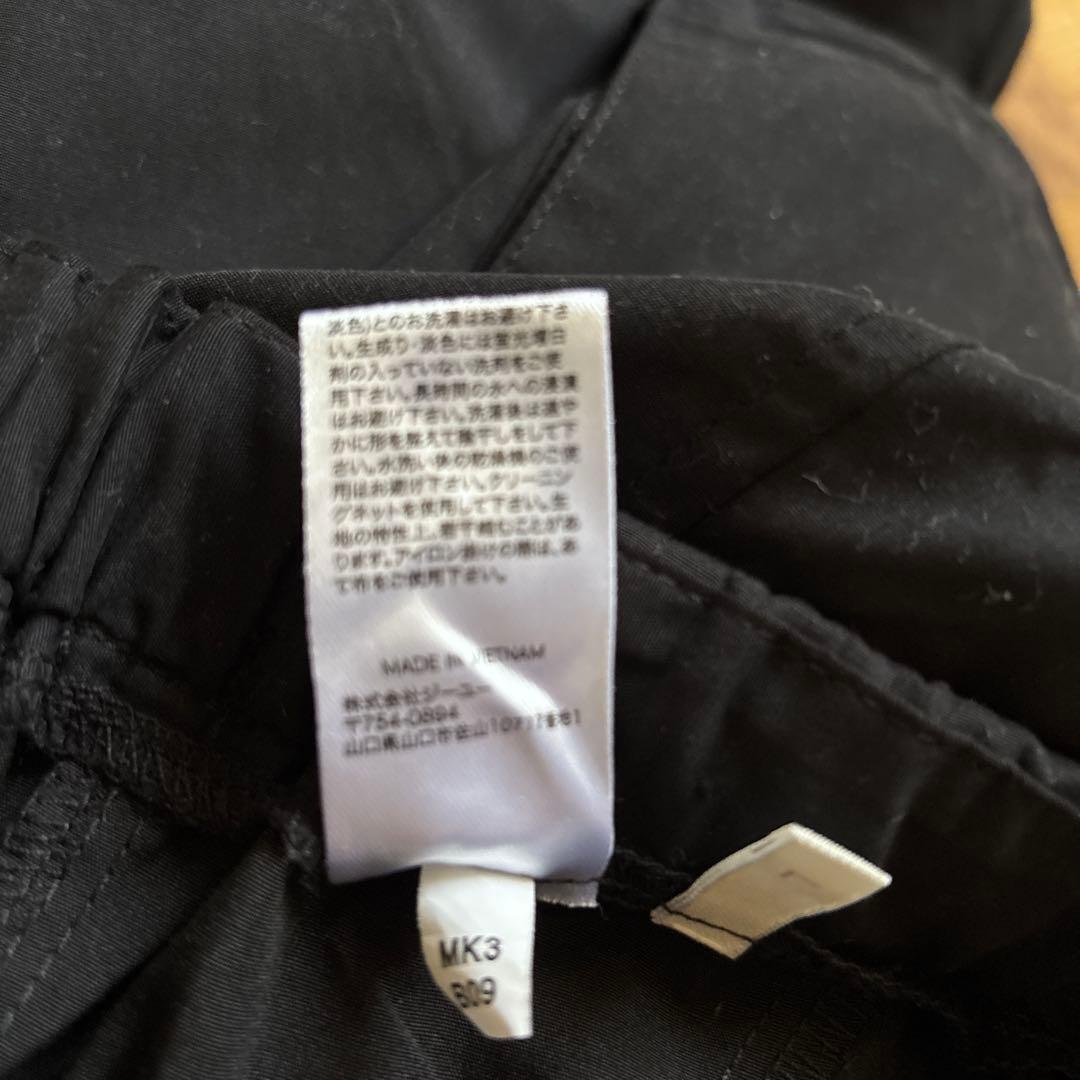 淡色)とのお洗濯はお避け下さ
い。生成り・淡色には蛍光増白
剤の入っていない洗剤をご使
用下さい。長時間の水への浸漬
はお避け下さい。洗濯後は速や
かに形を整えて陰干しをして下
さい。水洗い後の乾燥機のご使
用はお避け下さい。クリーニン
グネットを使用して下さい。生
地の特性上、若干縮むことがあ
ります。アイロン掛けの際は、あ
て布をご使用下さい。
MADE IN VIETNAM
株式会社ジーユー
〒754-0894
山口県山口市佐山10717番地1
MK3
B09